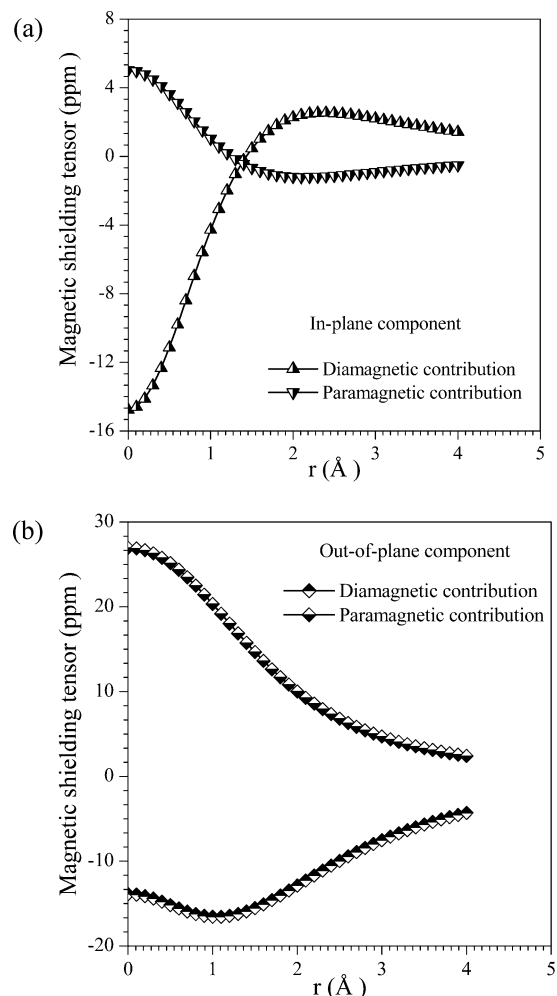 (a)
Magnetic shielding tensor (ppm)
8
4
0
-4
-8
-12
-16
In-plane component
Diamagnetic contribution
Paramagnetic contribution
0 1 2 3 4 5
r (Å )
(b)
Magnetic shielding tensor (ppm)
30
20
10
0
-10
-20
Out-of-plane component
Diamagnetic contribution
Paramagnetic contribution
0 1 2 3 4 5
r (Å )